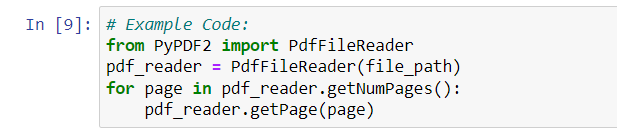 In [9]: # Example Code:
from PyPDF2 import PdfFileReader
pdf_reader = PdfFileReader(file_path)
for page in pdf_reader.getNumPages():
    pdf_reader.getPage(page)